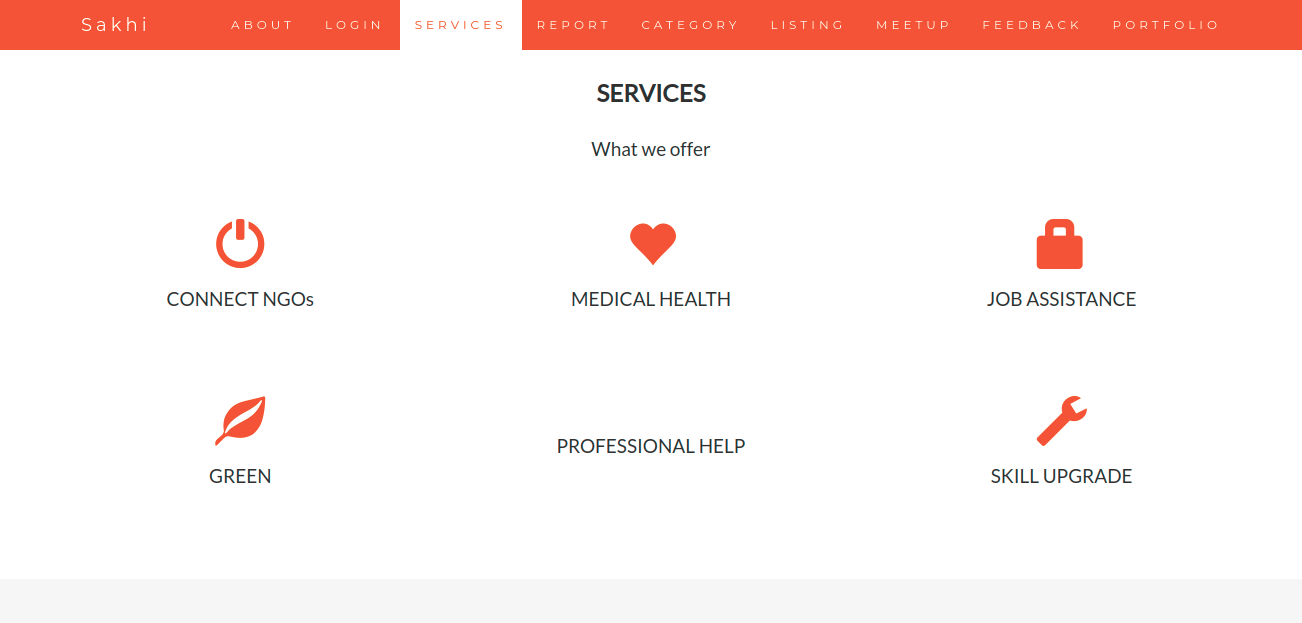 Sakhi ABOUT LOGIN SERVICES REPORT CATEGORY LISTING MEETUP FEEDBACK PORTFOLIO
SERVICES
What we offer
CONNECT NGOs MEDICAL HEALTH JOB ASSISTANCE
PROFESSIONAL HELP
GREEN SKILL UPGRADE